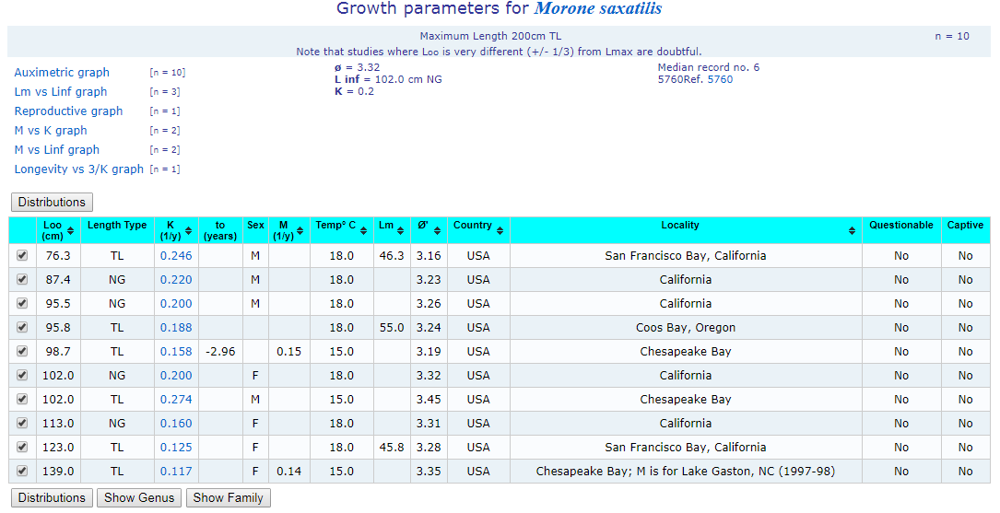 Growth parameters for Morone saxatilis
Maximum Length 200cm TL n = 10
Note that studies where Loo is very different (+/- 1/3) from Lmax are doubtful.
Auximetric graph [n = 10]
Lm vs Linf graph [n = 3]
Reproductive graph [n = 1]
M vs K graph [n = 2]
M vs Linf graph [n = 2]
Longevity vs 3/K graph [n = 1]
ø = 3.32
L inf = 102.0 cm NG
K = 0.2
Median record no. 6
5760Ref. 5760
Distributions
Loo (cm) Length Type K (1/y) to (years) Sex M (1/y) Temp° C Lm Ø' Country Locality Questionable Captive
76.3 TL 0.246 M 18.0 46.3 3.16 USA San Francisco Bay, California No No
87.4 NG 0.220 M 18.0 3.23 USA California No No
95.5 NG 0.200 M 18.0 3.26 USA California No No
95.8 TL 0.188 18.0 55.0 3.24 USA Coos Bay, Oregon No No
98.7 TL 0.158 -2.96 0.15 15.0 3.19 USA Chesapeake Bay No No
102.0 NG 0.200 F 18.0 3.32 USA California No No
102.0 TL 0.274 M 15.0 3.45 USA Chesapeake Bay No No
113.0 NG 0.160 F 18.0 3.31 USA California No No
123.0 TL 0.125 F 18.0 45.8 3.28 USA San Francisco Bay, California No No
139.0 TL 0.117 F 0.14 15.0 3.35 USA Chesapeake Bay; M is for Lake Gaston, NC (1997-98) No No
Distributions Show Genus Show Family